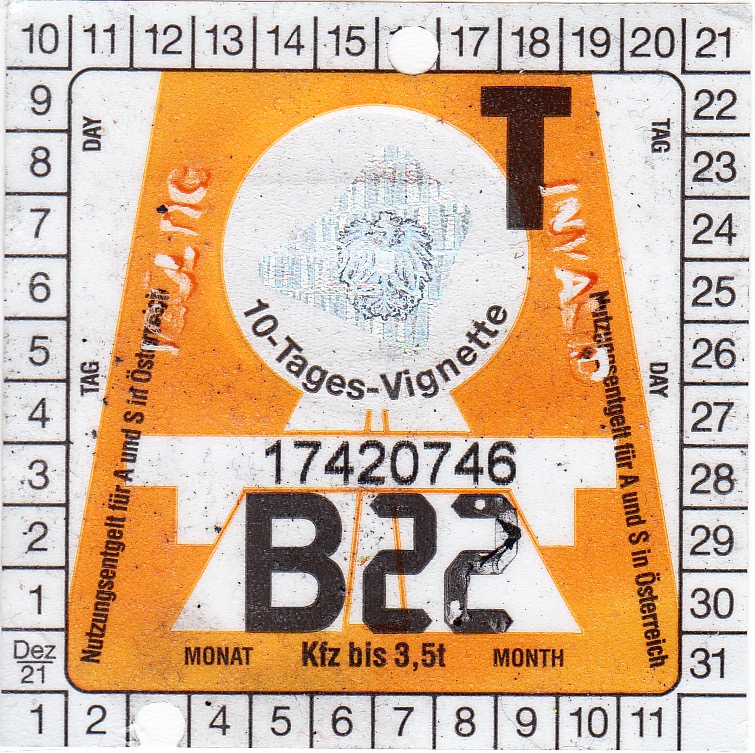 10 11 12 13 14 15 17 18 19 20 21
9
8
7
6
5
4
3
2
1
Dez
21
22
23
24
25
26
27
28
29
30
31
DAY
TAG
TAG
DAY
T
INVALID
10-Tages-Vignette
Nutzungsentgelt für A und S in Österreich
Nutzungsentgelt für A und S in Österreich
17420746
B22
MONAT Kfz bis 3,5t MONTH
1 2 4 5 6 7 8 9 10 11